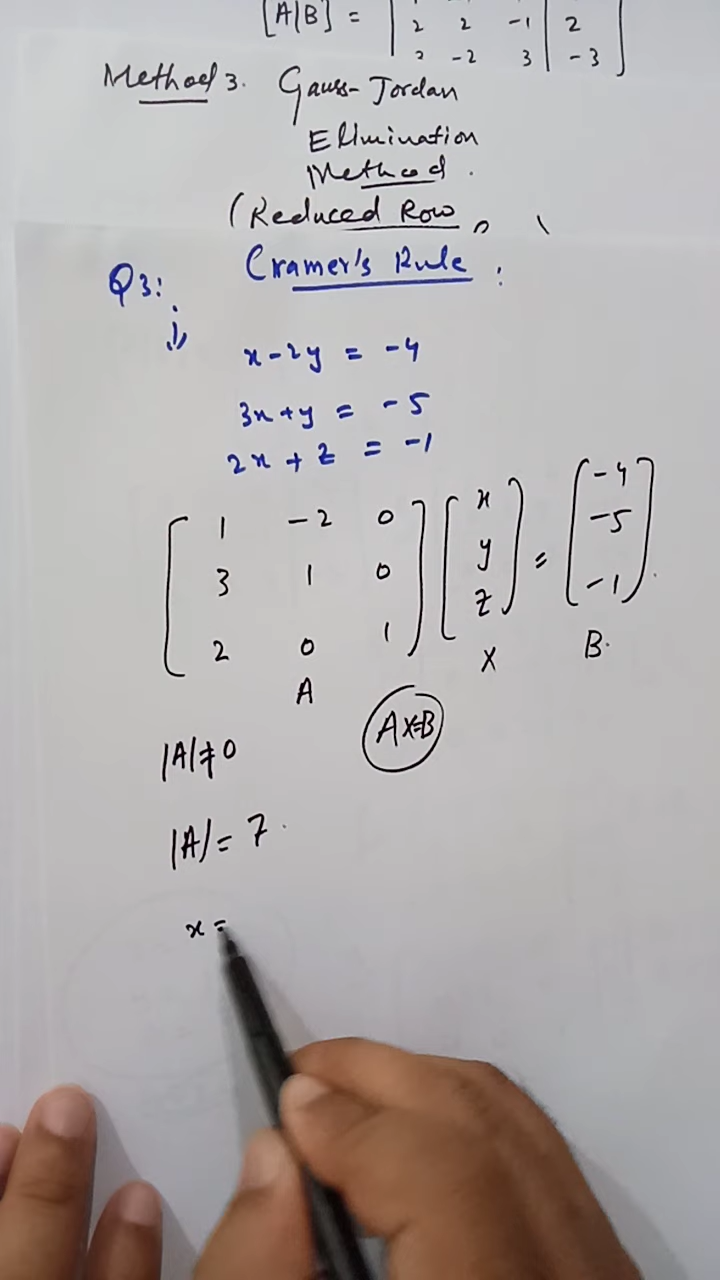 [A|B] =
2 2 -1 | 2
-2 3 | -3
Method 3. Gauss-Jordan
Elimination
Method.
(Reduced Row
Q3: Cramer's Rule :
i)
x-2y = -4
3x+y = -5
2x + z = -1
1 -2 0 x -4
3 1 0 y = -5
2 0 1 z -1
A X B.
|A|≠0 AX=B
|A| = 7.
x =